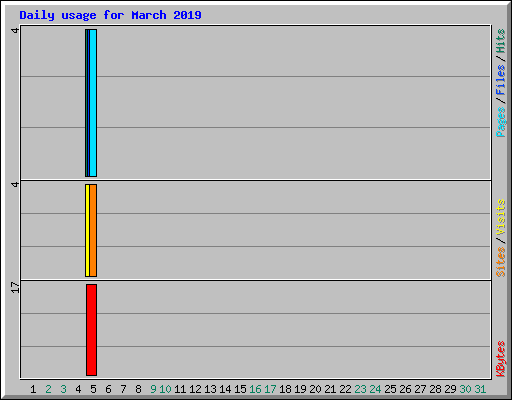 Daily usage for March 2019
4
4
17
Pages/Files/Hits
Sites/Visits
KBytes
1 2 3 4 5 6 7 8 9 10 11 12 13 14 15 16 17 18 19 20 21 22 23 24 25 26 27 28 29 30 31